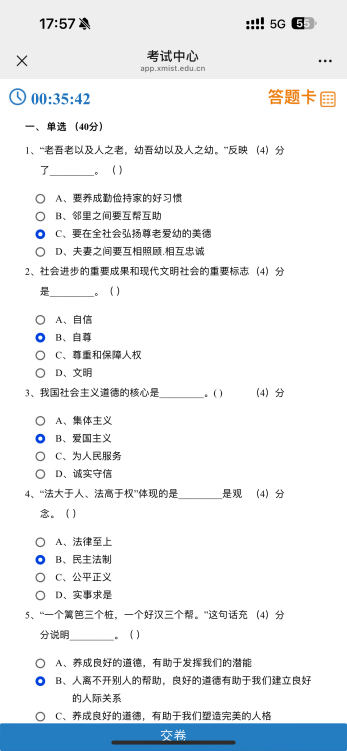 17:57
5G 55
考试中心
app.xmist.edu.cn
00:35:42 答题卡
一、单选 （40分）
1、“老吾老以及人之老，幼吾幼以及人之幼。”反映 （4）分
了________。（ ）
A、要养成勤俭持家的好习惯
B、邻里之间要互帮互助
C、要在全社会弘扬尊老爱幼的美德
D、夫妻之间要互相照顾.相互忠诚
2、社会进步的重要成果和现代文明社会的重要标志 （4）分
是________。（ ）
A、自信
B、自尊
C、尊重和保障人权
D、文明
3、我国社会主义道德的核心是________。( ) （4）分
A、集体主义
B、爱国主义
C、为人民服务
D、诚实守信
4、“法大于人、法高于权”体现的是________是观 （4）分
念。（ ）
A、法律至上
B、民主法制
C、公平正义
D、实事求是
5、“一个篱笆三个桩，一个好汉三个帮。”这句话充 （4）分
分说明________。（ ）
A、养成良好的道德，有助于发挥我们的潜能
B、人离不开别人的帮助，良好的道德有助于我们建立良好
的人际关系
C、养成良好的道德，有助于我们塑造完美的人格
交卷